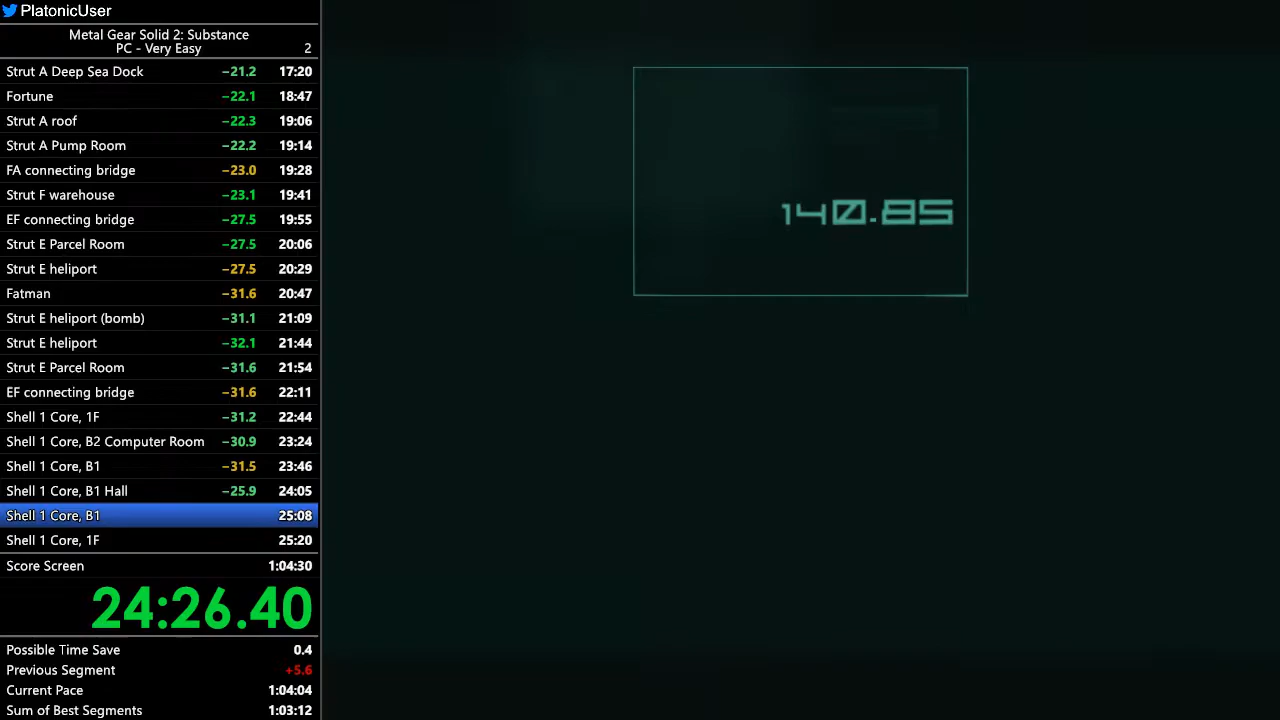 PlatonicUser
Metal Gear Solid 2: Substance
PC - Very Easy 2
Strut A Deep Sea Dock −21.2 17:20
Fortune −22.1 18:47
Strut A roof −22.3 19:06
Strut A Pump Room −22.2 19:14
FA connecting bridge −23.0 19:28
Strut F warehouse −23.1 19:41
EF connecting bridge −27.5 19:55
Strut E Parcel Room −27.5 20:06
Strut E heliport −27.5 20:29
Fatman −31.6 20:47
Strut E heliport (bomb) −31.1 21:09
Strut E heliport −32.1 21:44
Strut E Parcel Room −31.6 21:54
EF connecting bridge −31.6 22:11
Shell 1 Core, 1F −31.2 22:44
Shell 1 Core, B2 Computer Room −30.9 23:24
Shell 1 Core, B1 −31.5 23:46
Shell 1 Core, B1 Hall −25.9 24:05
Shell 1 Core, B1 25:08
Shell 1 Core, 1F 25:20
Score Screen 1:04:30
24:26.40
Possible Time Save 0.4
Previous Segment +5.6
Current Pace 1:04:04
Sum of Best Segments 1:03:12
140.85